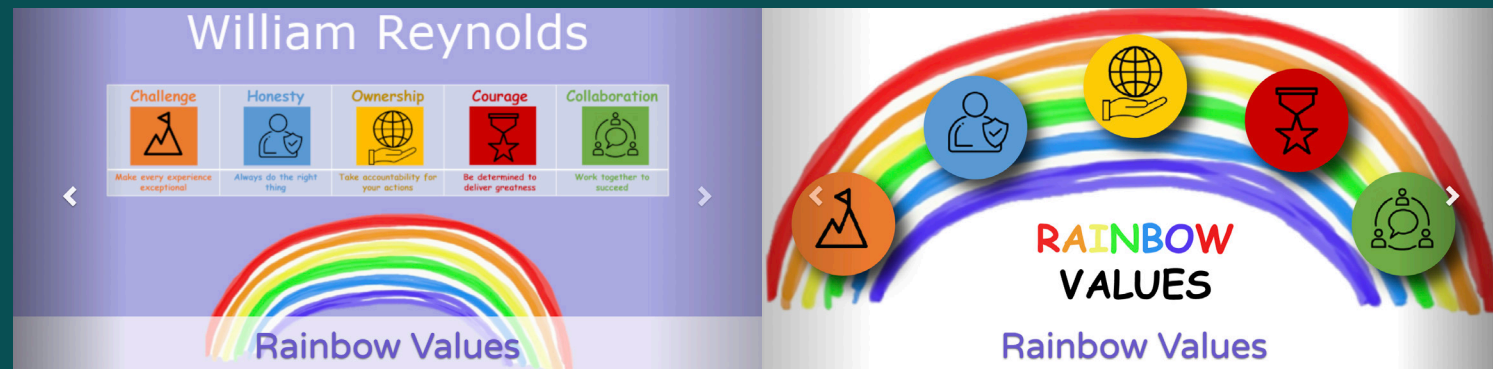 William Reynolds
Challenge Honesty Ownership Courage Collaboration
Make every experience exceptional
Always do the right thing
Take accountability for your actions
Be determined to deliver greatness
Work together to succeed
Rainbow Values
RAINBOW
VALUES
Rainbow Values